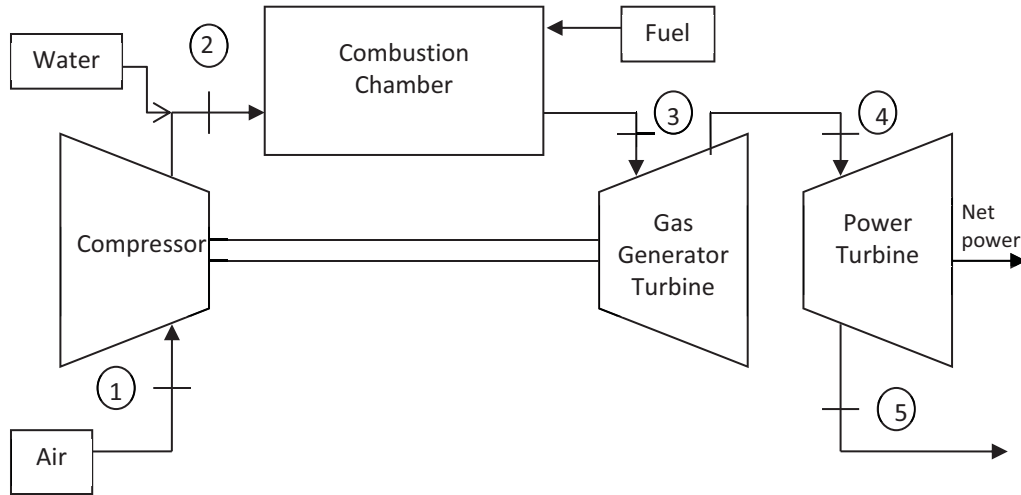 Water
2
Combustion
Chamber
Fuel
3
4
Compressor
Gas
Generator
Turbine
Power
Turbine
Net
power
1
5
Air